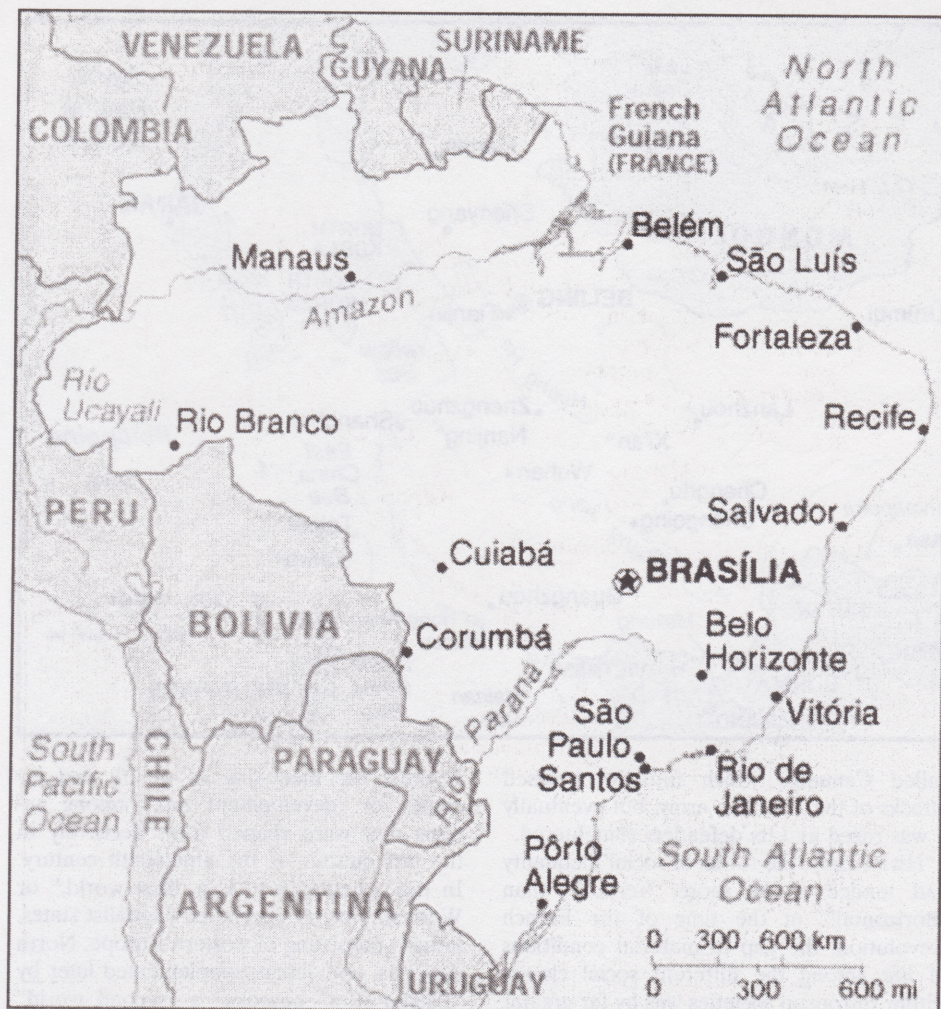 VENEZUELA
SURINAME
GUYANA
North
Atlantic
Ocean
COLOMBIA
French
Guiana
(FRANCE)
Belém
Manaus
São Luís
Amazon
Fortaleza
Río
Ucayali
Rio Branco
Recife
PERU
Salvador
Cuiabá
BRASÍLIA
BOLIVIA
Corumbá
Belo
Horizonte
Rio Paraná
São
Paulo
Vitória
Santos
South
Pacific
Ocean
CHILE
PARAGUAY
Rio de
Janeiro
Pôrto
Alegre
South Atlantic
Ocean
ARGENTINA
0 300 600 km
0 300 600 mi
URUGUAY